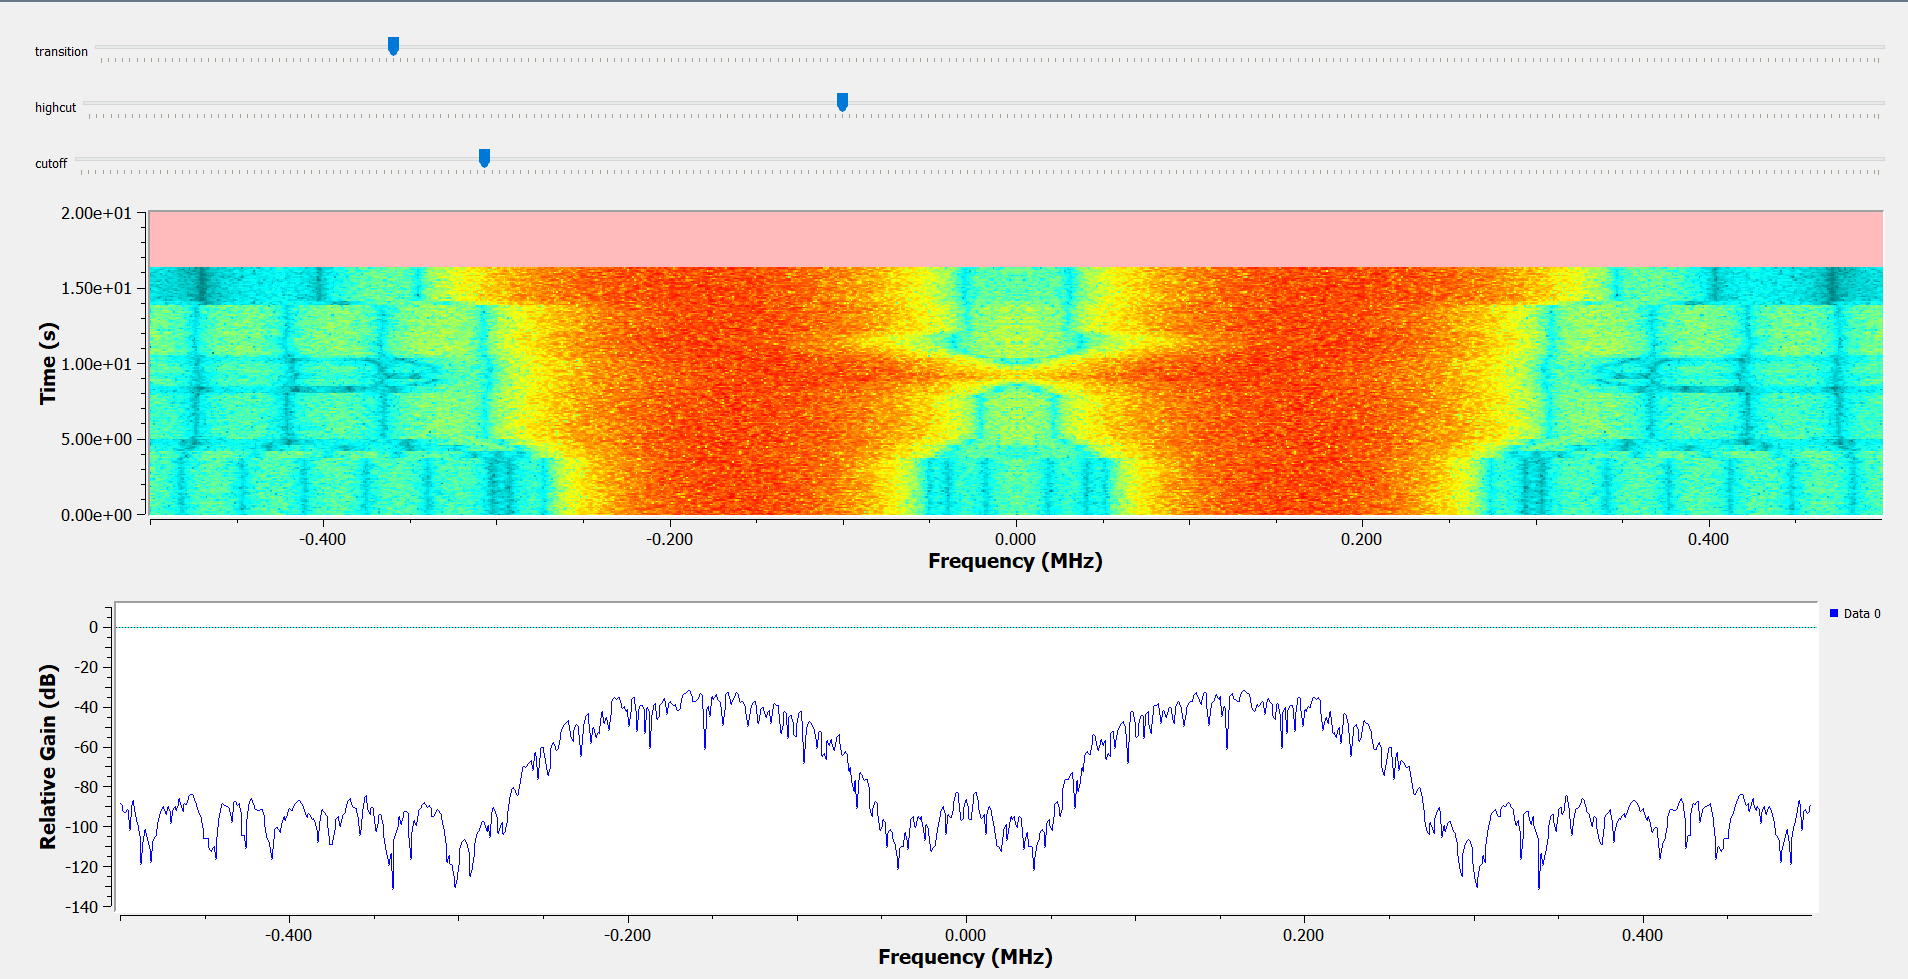 transition
highcut
cutoff
2.00e+01
1.50e+01
1.00e+01
5.00e+00
0.00e+00
Time (s)
-0.400
-0.200
0.000
0.200
0.400
Frequency (MHz)
Data 0
0
-20
-40
-60
-80
-100
-120
-140
Relative Gain (dB)
-0.400
-0.200
0.000
0.200
0.400
Frequency (MHz)